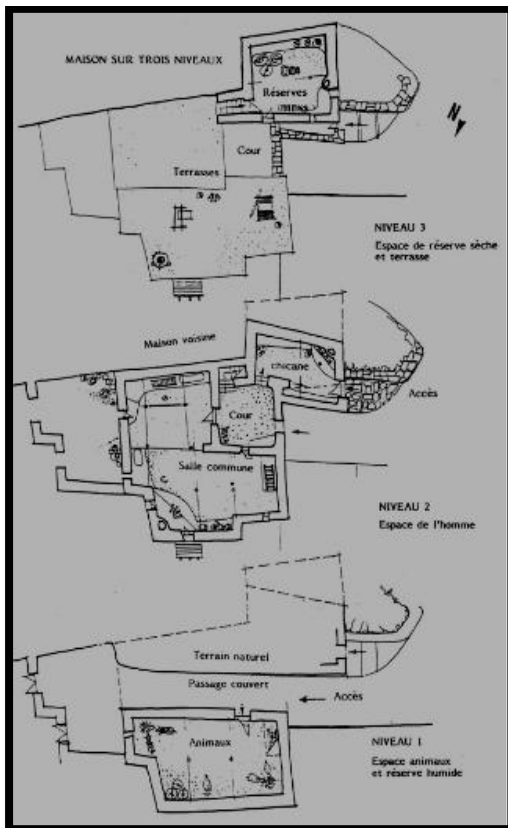 MAISON SUR TROIS NIVEAUX
Réserves
N
Cour
Terrasses
NIVEAU 3
Espace de réserve sèche
et terrasse
Maison voisine
chicane
Accès
Cour
Salle commune
NIVEAU 2
Espace de l'homme
Terrain naturel
Passage couvert
Accès
Animaux
NIVEAU 1
Espace animaux
et réserve humide